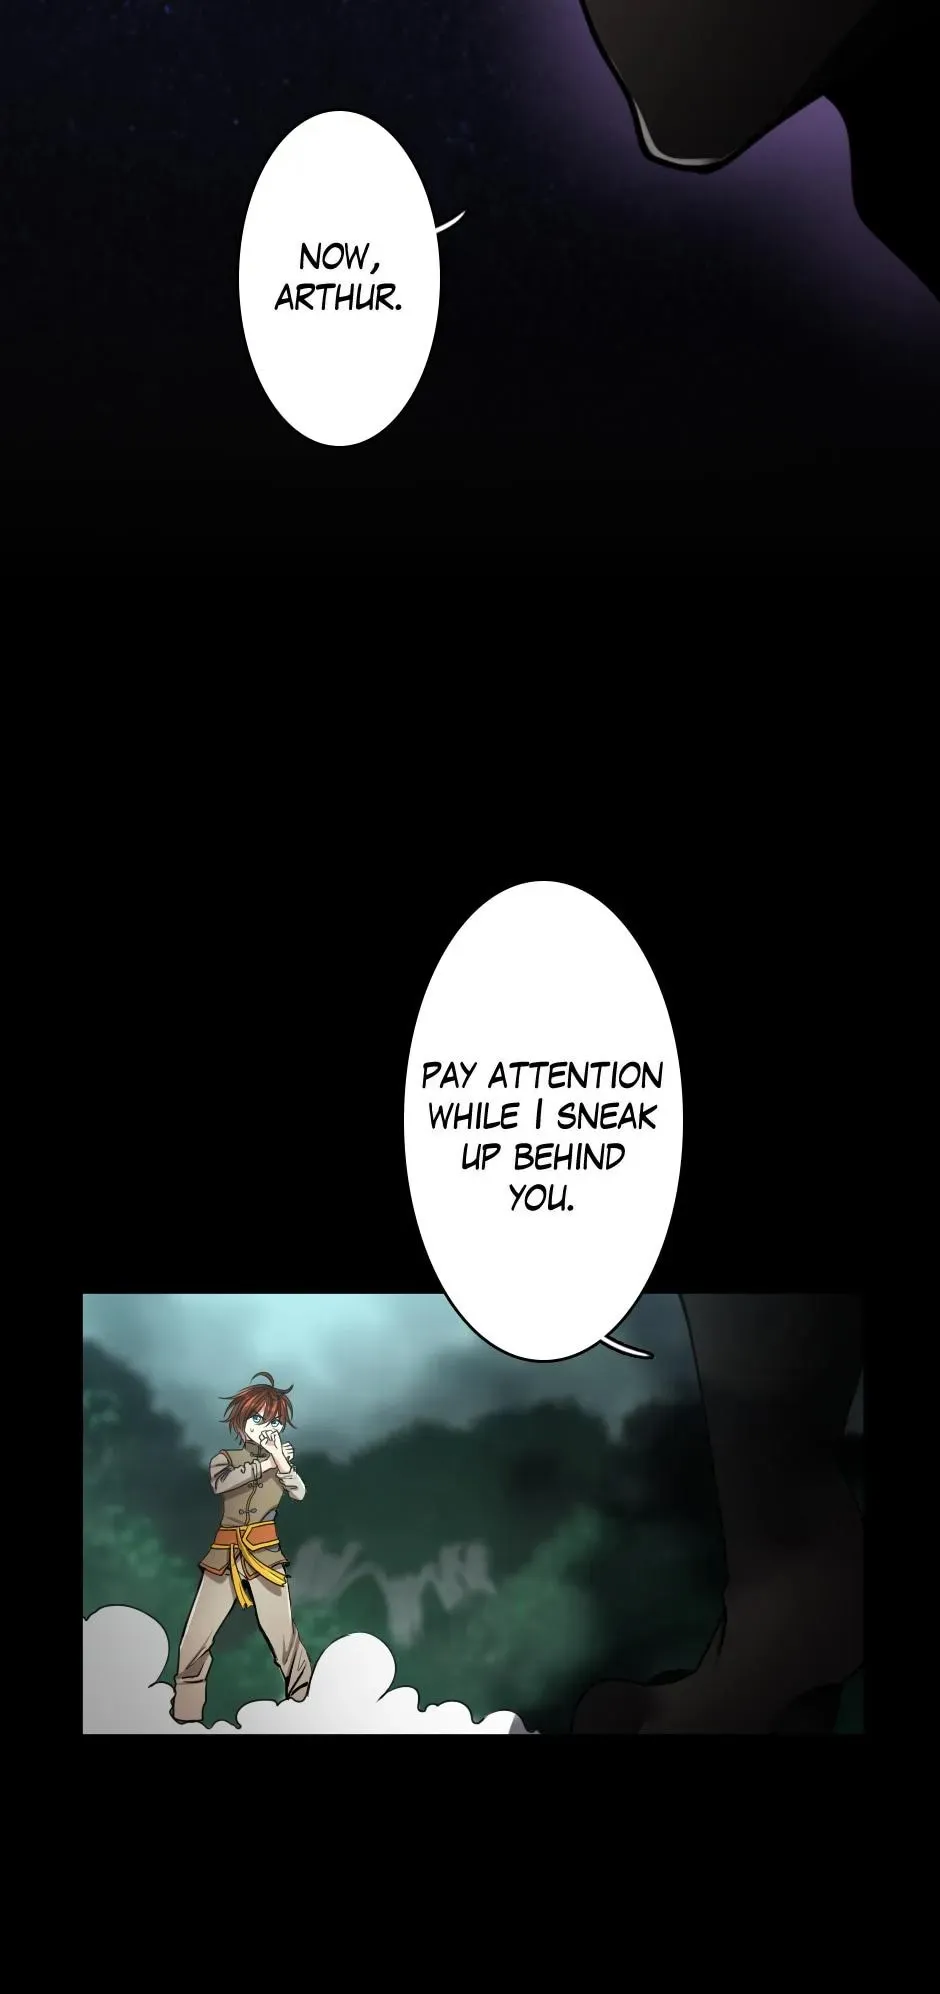 NOW,
ARTHUR.
PAY ATTENTION
WHILE I SNEAK
UP BEHIND
YOU.